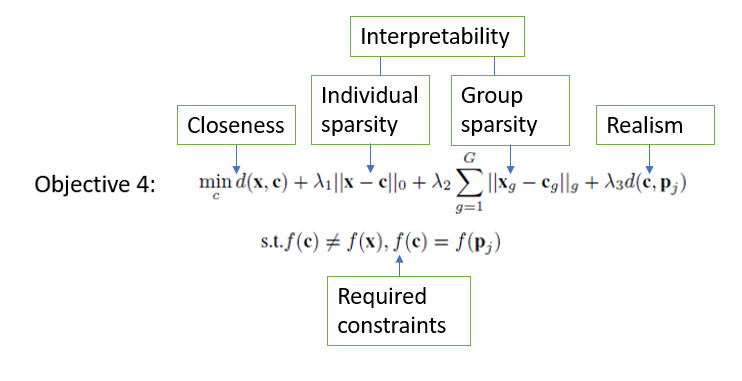 Interpretability
Individual sparsity
Group sparsity
Closeness
Realism
Objective 4:
min_c d(x, c) + λ₁||x − c||₀ + λ₂ ∑_{g=1}^{G} ||x_g − c_g||_g + λ₃d(c, p_j)
s.t. f(c) ≠ f(x), f(c) = f(p_j)
Required
constraints